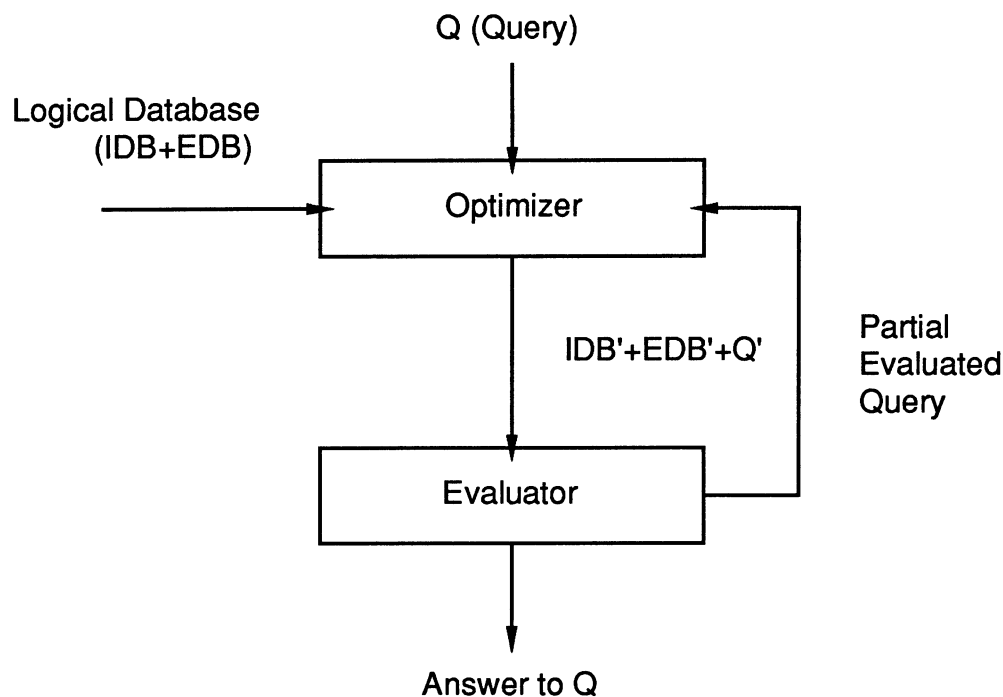 Q (Query)
Logical Database
(IDB+EDB)
Optimizer
IDB'+EDB'+Q'
Partial
Evaluated
Query
Evaluator
Answer to Q